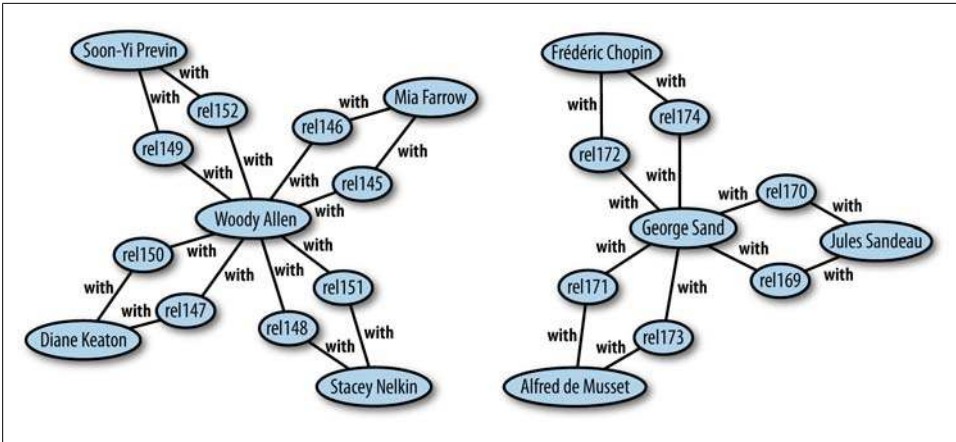 Soon-Yi Previn
with
with
rel152
rel149
with
with
Mia Farrow
with
rel146
with
with
rel145
with
with
Woody Allen
with
rel150
with
with
rel147
with
Diane Keaton
with
with
rel151
rel148
with
with
Stacey Nelkin
Frédéric Chopin
with
with
rel174
rel172
with
with
with
rel170
with
George Sand
Jules Sandeau
with
rel169
with
with
rel171
with
with
rel173
with
Alfred de Musset